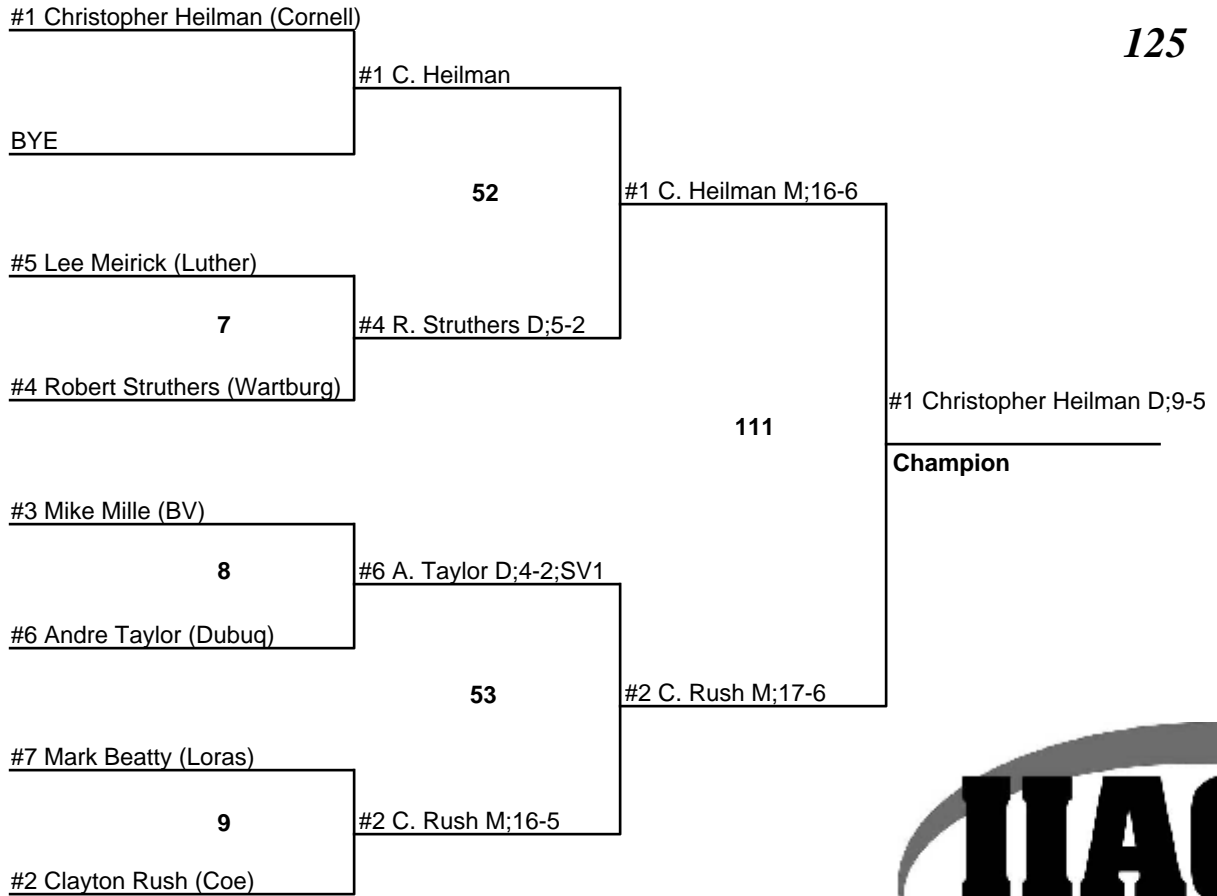 #1 Christopher Heilman (Cornell)
125
#1 C. Heilman
BYE
52
#1 C. Heilman M;16-6
#5 Lee Meirick (Luther)
7
#4 R. Struthers D;5-2
#4 Robert Struthers (Wartburg)
#1 Christopher Heilman D;9-5
111
Champion
#3 Mike Mille (BV)
8
#6 A. Taylor D;4-2;SV1
#6 Andre Taylor (Dubuq)
53
#2 C. Rush M;17-6
#7 Mark Beatty (Loras)
9
#2 C. Rush M;16-5
#2 Clayton Rush (Coe)